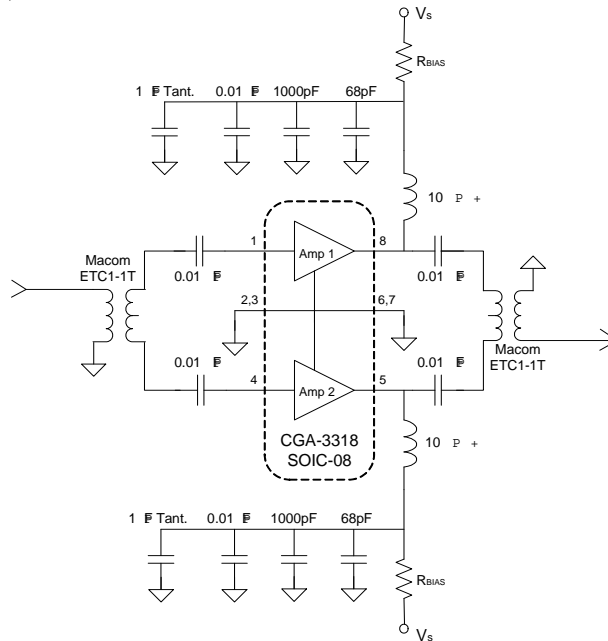 Vs
RBIAS
1 Tant. 0.01 1000pF 68pF
10 P +
1 Amp 1 8
Macom
ETC1-1T
0.01
0.01
2,3 6,7
Macom
ETC1-1T
0.01
0.01
4 Amp 2 5
CGA-3318
SOIC-08
10 P +
1 Tant. 0.01 1000pF 68pF
RBIAS
Vs